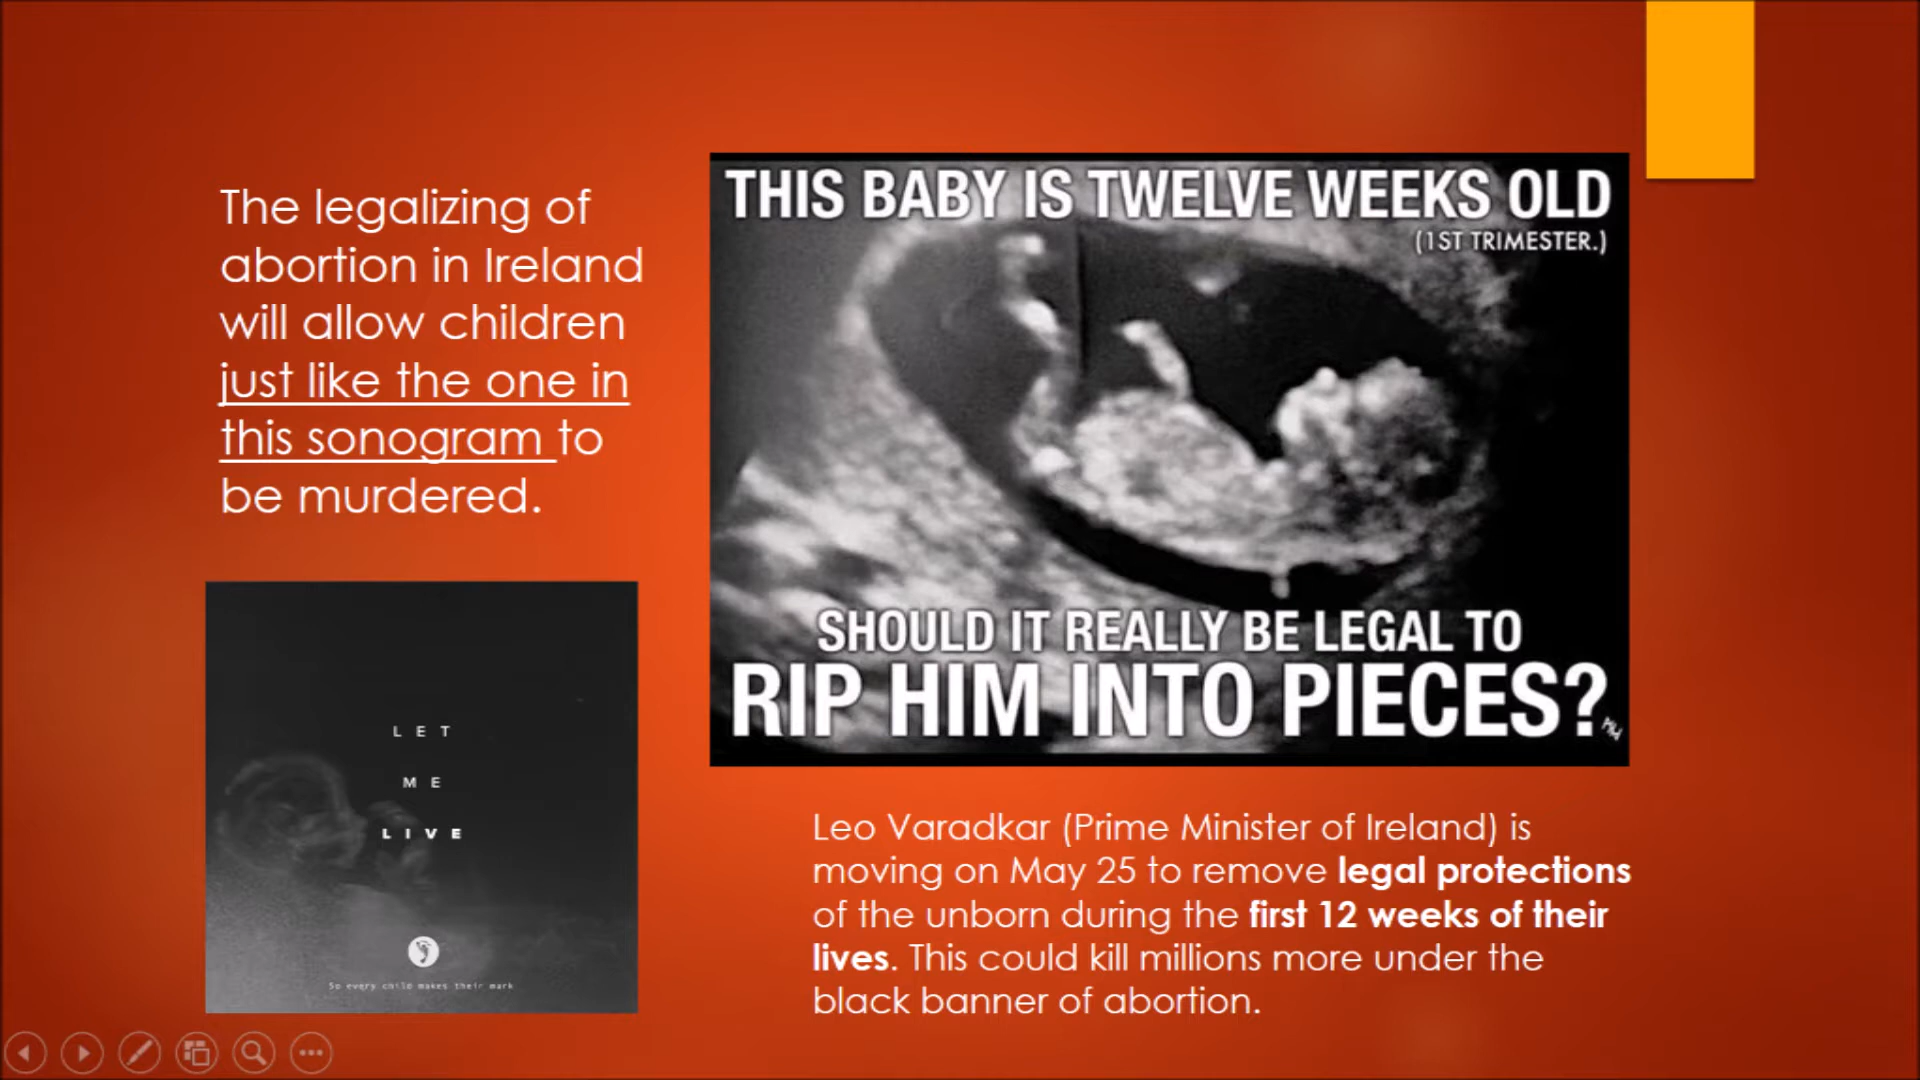 The legalizing of
abortion in Ireland
will allow children
just like the one in
this sonogram to
be murdered.
THIS BABY IS TWELVE WEEKS OLD
(1ST TRIMESTER.)
SHOULD IT REALLY BE LEGAL TO
RIP HIM INTO PIECES?
LET
ME
LIVE
So every child makes their mark
Leo Varadkar (Prime Minister of Ireland) is
moving on May 25 to remove legal protections
of the unborn during the first 12 weeks of their
lives. This could kill millions more under the
black banner of abortion.